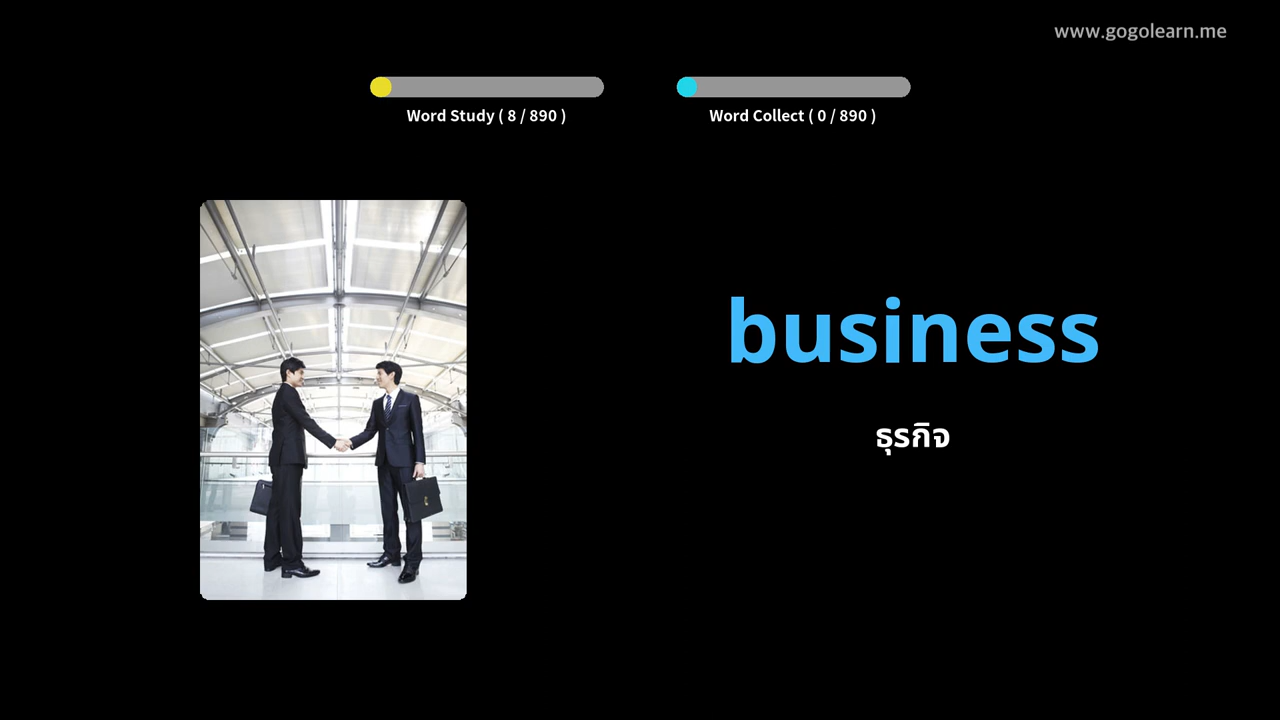 www.gogolearn.me
Word Study ( 8 / 890 )
Word Collect ( 0 / 890 )
business
ธุรกิจ